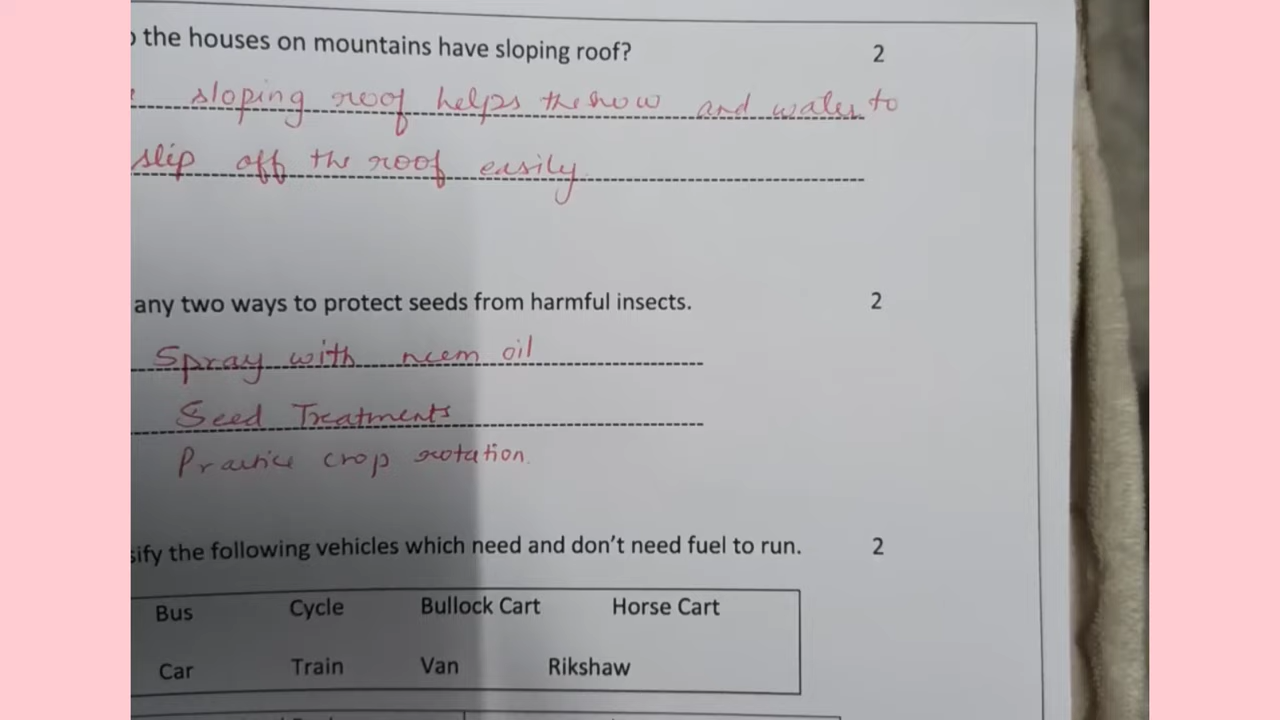 the houses on mountains have sloping roof? 2
sloping roof helps the snow and water to
slip off the roof easily
any two ways to protect seeds from harmful insects. 2
Spray with neem oil
Seed Treatments
Practice crop rotation.
sify the following vehicles which need and don't need fuel to run. 2
Bus Cycle Bullock Cart Horse Cart
Car Train Van Rikshaw